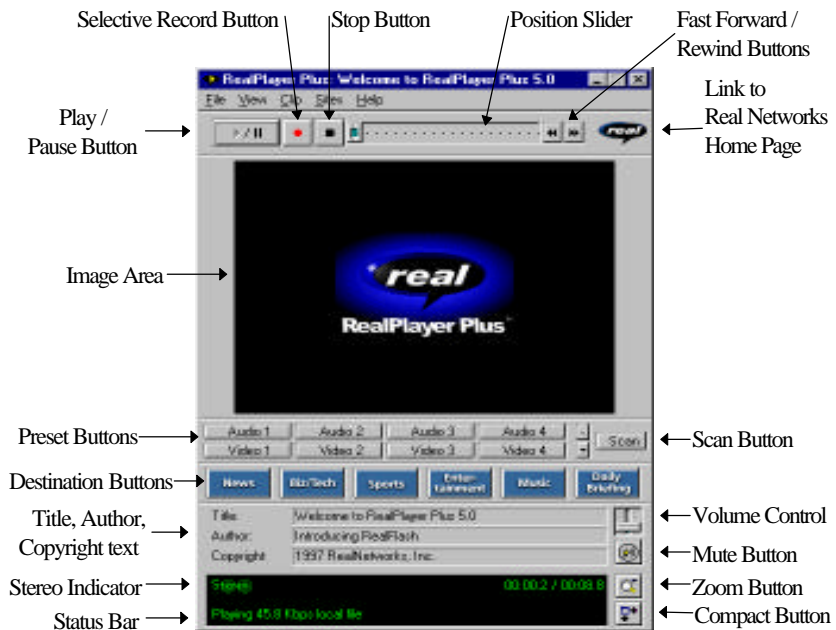 Selective Record Button
Stop Button
Position Slider
Fast Forward /
Rewind Buttons
RealPlayer Plus: Welcome to RealPlayer Plus 5.0
File View Clip Sites Help
Play /
Pause Button
real
Link to
Real Networks
Home Page
Image Area
real
RealPlayer Plus
Preset Buttons
Audio 1 Audio 2 Audio 3 Audio 4
Video 1 Video 2 Video 3 Video 4
Scan
Scan Button
Destination Buttons
News
Biz/Tech
Sports
Enter-
tainment
Music
Daily
Briefing
Title, Author,
Copyright text
Title: Welcome to RealPlayer Plus 5.0
Author: Introducing RealFlash
Copyright: 1997 RealNetworks, Inc.
Volume Control
Mute Button
Stereo Indicator
Stereo 00:00.2 / 00:08.8
Zoom Button
Status Bar
Playing 45.8 Kbps local file
Compact Button